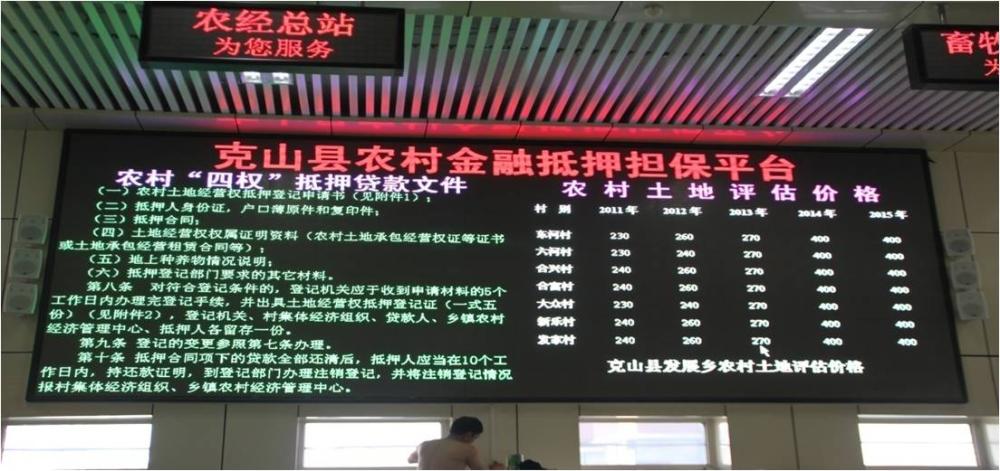 农经总站
为您服务
畜牧
为
克山县农村金融抵押担保平台
农村“四权”抵押贷款文件
（一）农村土地经营权抵押登记申请书（见附件1）；
（二）抵押人身份证，户口簿原件和复印件；
（三）抵押合同；
（四）土地经营权权属证明资料（农村土地承包经营权证等证书
或土地承包经营租赁合同等）；
（五）地上种养物情况说明；
（六）抵押登记部门要求的其它材料。
第八条 对符合登记条件的，登记机关应于收到申请材料的5个
工作日内办理完登记手续，并出具土地经营权抵押登记证（一式五
份）（见附件2），登记机关、村集体经济组织、贷款人、乡镇农村
经济管理中心、抵押人各留存一份。
第九条 登记的变更参照第七条办理。
第十条 抵押合同项下的贷款全部还清后，抵押人应当在10个工
作日内，持还款证明，到登记部门办理注销登记，并将注销登记情况
报村集体经济组织、乡镇农村经济管理中心。
农村土地评估价格
村 别 2011年 2012年 2013年 2014年 2015年
东柯村 230 260 270 400 400
六柯村 230 260 270 400 400
合兴村 240 260 270 400 400
合富村 240 260 270 400 400
大众村 230 240 270 400 400
新乐村 240 260 270 400 400
发家村 240 260 270 400 400
克山县发展乡农村土地评估价格